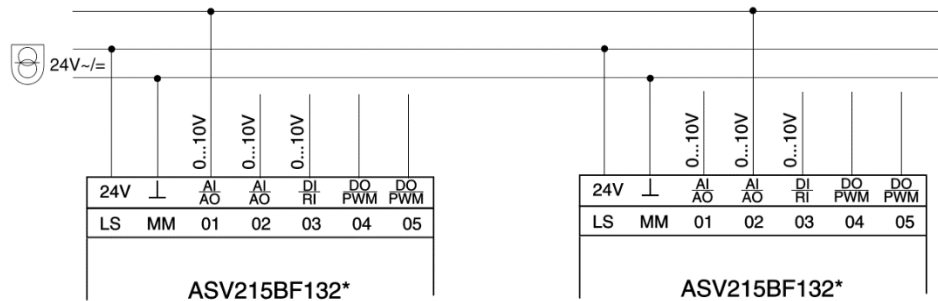 24V~/=
0...10V 0...10V 0...10V 0...10V 0...10V 0...10V
24V ⊥ AI/AO AI/AO DI/RI DO/PWM DO/PWM
LS MM 01 02 03 04 05
ASV215BF132*
24V ⊥ AI/AO AI/AO DI/RI DO/PWM DO/PWM
LS MM 01 02 03 04 05
ASV215BF132*